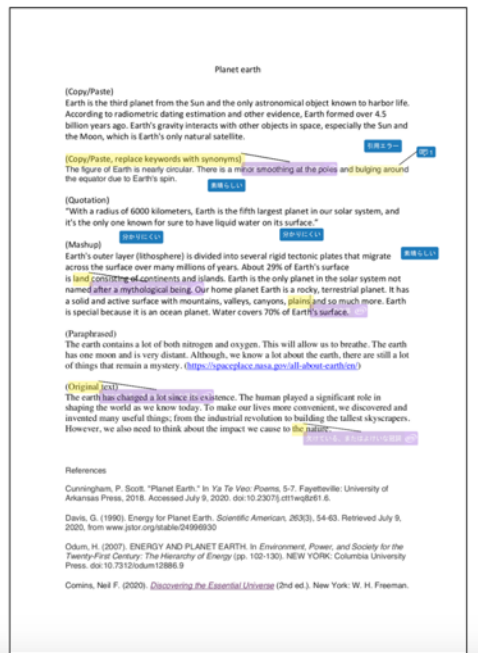 Planet earth
(Copy/Paste)
Earth is the third planet from the Sun and the only astronomical object known to harbor life.
According to radiometric dating estimation and other evidence, Earth formed over 4.5
billion years ago. Earth's gravity interacts with other objects in space, especially the Sun and
the Moon, which is Earth's only natural satellite.
引用エラー
(Copy/Paste, replace keywords with synonyms)
The figure of Earth is nearly circular. There is a minor smoothing at the poles and bulging around
the equator due to Earth's spin.
素晴らしい
(Quotation)
"With a radius of 6000 kilometers, Earth is the fifth largest planet in our solar system, and
it's the only one known for sure to have liquid water on its surface."
分かりにくい
分かりにくい
(Mashup)
素晴らしい
Earth's outer layer (lithosphere) is divided into several rigid tectonic plates that migrate
across the surface over many millions of years. About 29% of Earth's surface
is land consisting of continents and islands. Earth is the only planet in the solar system not
named after a mythological being. Our home planet Earth is a rocky, terrestrial planet. It has
a solid and active surface with mountains, valleys, canyons, plains and so much more. Earth
is special because it is an ocean planet. Water covers 70% of Earth's surface.
(Paraphrased)
The earth contains a lot of both nitrogen and oxygen. This will allow us to breathe. The earth
has one moon and is very distant. Although, we know a lot about the earth, there are still a lot
of things that remain a mystery. (https://spaceplace.nasa.gov/all-about-earth/en/)
(Original text)
The earth has changed a lot since its existence. The human played a significant role in
shaping the world as we know today. To make our lives more convenient, we discovered and
invented many useful things; from the industrial revolution to building the tallest skyscrapers.
However, we also need to think about the impact we cause to the nature.
References
Cunningham, P. Scott. "Planet Earth." In Ya Te Veo: Poems, 5-7. Fayetteville: University of
Arkansas Press, 2018. Accessed July 9, 2020. doi:10.2307/j.ctt1wq8z61.6.
Davis, G. (1990). Energy for Planet Earth. Scientific American, 263(3), 54-63. Retrieved July 9,
2020, from www.jstor.org/stable/24996930
Odum, H. (2007). ENERGY AND PLANET EARTH. In Environment, Power, and Society for the
Twenty-First Century: The Hierarchy of Energy (pp. 102-130). NEW YORK: Columbia University
Press. doi:10.7312/odum12886.9
Comins, Neil F. (2020). Discovering the Essential Universe (2nd ed.). New York: W. H. Freeman.